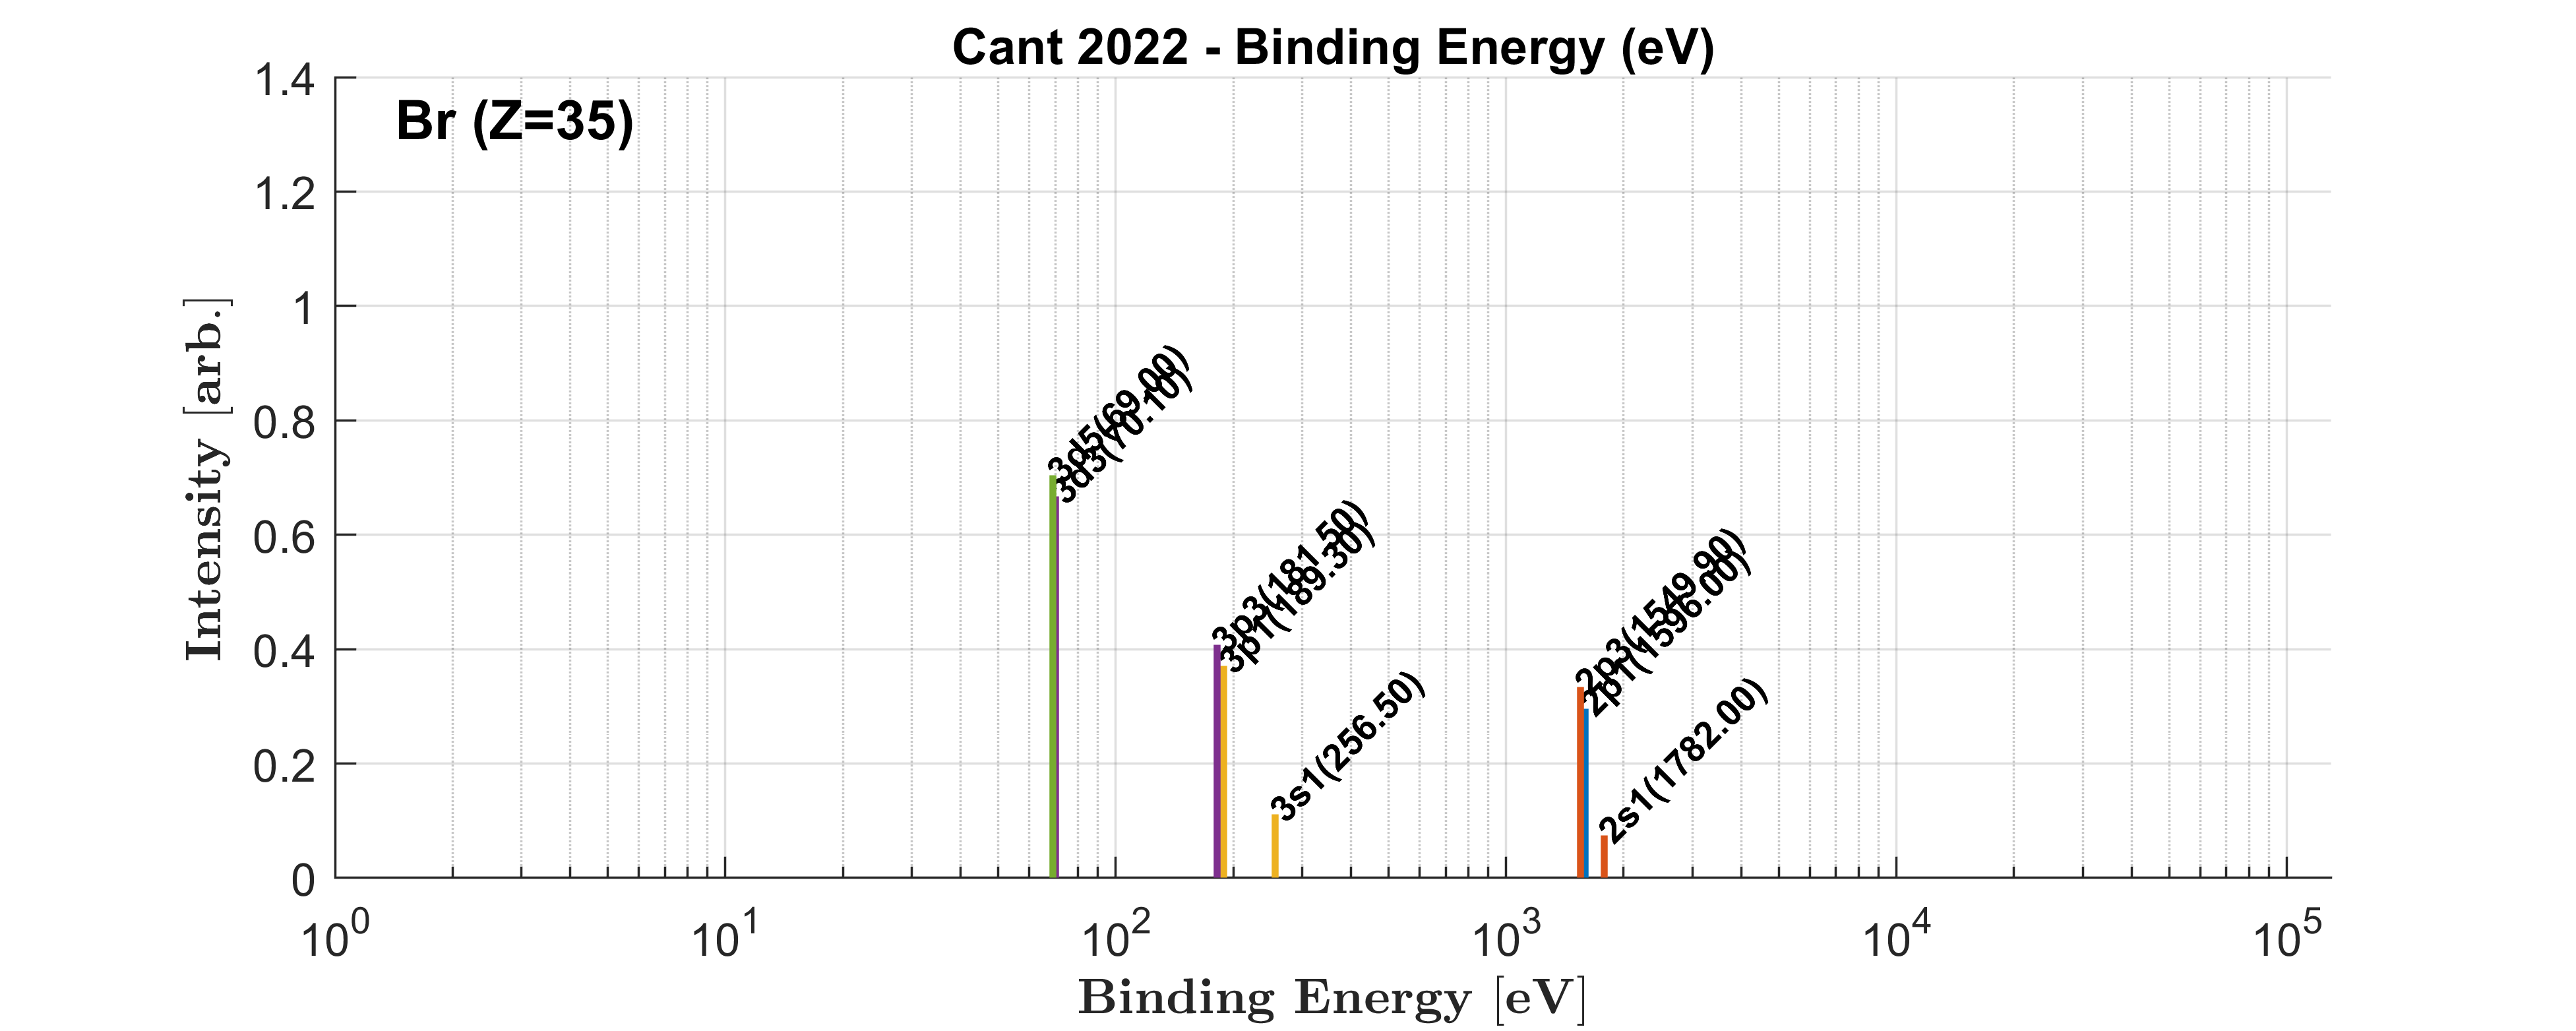 Cant 2022 - Binding Energy (eV)
Br (Z=35)
Intensity [arb.]
1.4
1.2
1
0.8
0.6
0.4
0.2
0
3d5(69.00)
3d3(70.10)
3p3(181.50)
3p1(189.30)
3s1(256.50)
2p3(1549.90)
2p1(1596.00)
2s1(1782.00)
10^0 10^1 10^2 10^3 10^4 10^5
Binding Energy [eV]